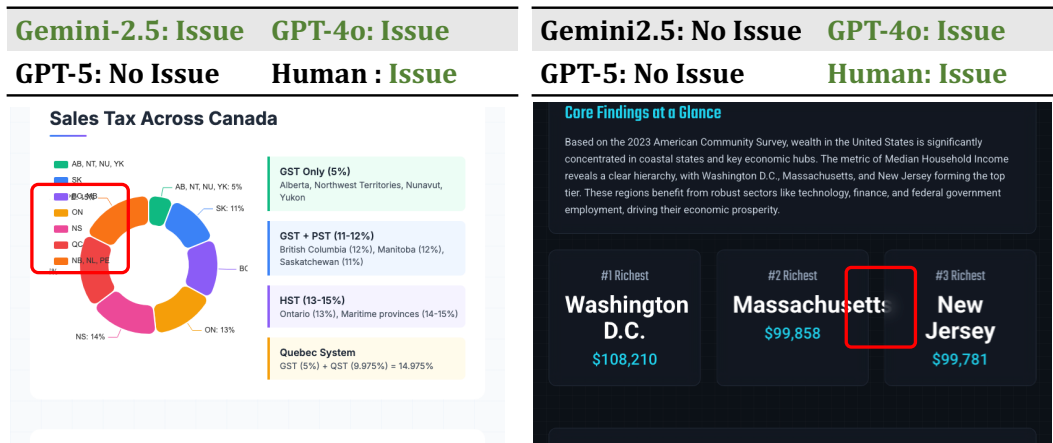 Gemini-2.5: Issue GPT-4o: Issue
GPT-5: No Issue Human : Issue
Sales Tax Across Canada
AB, NT, NU, YK
SK
BC, MB
ON
NS
QC
NB, NL, PE
AB, NT, NU, YK: 5%
SK: 11%
BC
ON: 13%
NS: 14%
GST Only (5%)
Alberta, Northwest Territories, Nunavut,
Yukon
GST + PST (11-12%)
British Columbia (12%), Manitoba (12%),
Saskatchewan (11%)
HST (13-15%)
Ontario (13%), Maritime provinces (14-15%)
Quebec System
GST (5%) + QST (9.975%) = 14.975%
Gemini2.5: No Issue GPT-4o: Issue
GPT-5: No Issue Human: Issue
Core Findings at a Glance
Based on the 2023 American Community Survey, wealth in the United States is significantly
concentrated in coastal states and key economic hubs. The metric of Median Household Income
reveals a clear hierarchy, with Washington D.C., Massachusetts, and New Jersey forming the top
tier. These regions benefit from robust sectors like technology, finance, and federal government
employment, driving their economic prosperity.
#1 Richest
Washington
D.C.
$108,210
#2 Richest
Massachusetts
$99,858
#3 Richest
New
Jersey
$99,781